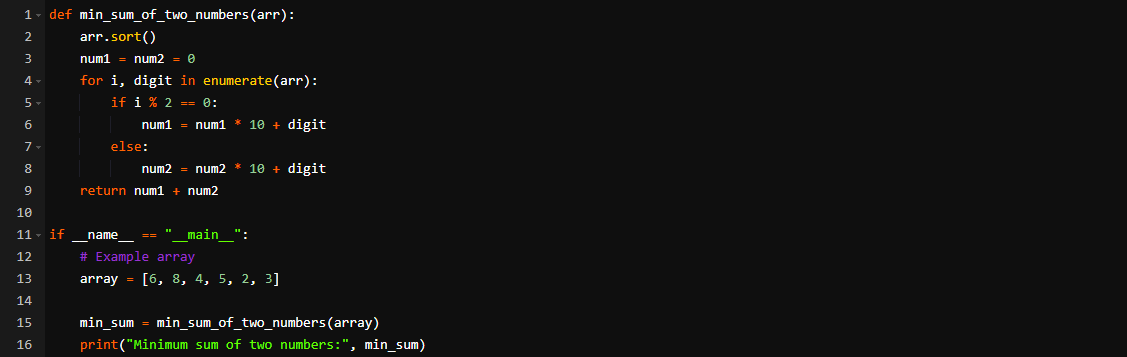 1 def min_sum_of_two_numbers(arr):
2     arr.sort()
3     num1 = num2 = 0
4     for i, digit in enumerate(arr):
5         if i % 2 == 0:
6             num1 = num1 * 10 + digit
7         else:
8             num2 = num2 * 10 + digit
9     return num1 + num2
10
11 if __name__ == "__main__":
12     # Example array
13     array = [6, 8, 4, 5, 2, 3]
14
15     min_sum = min_sum_of_two_numbers(array)
16     print("Minimum sum of two numbers:", min_sum)